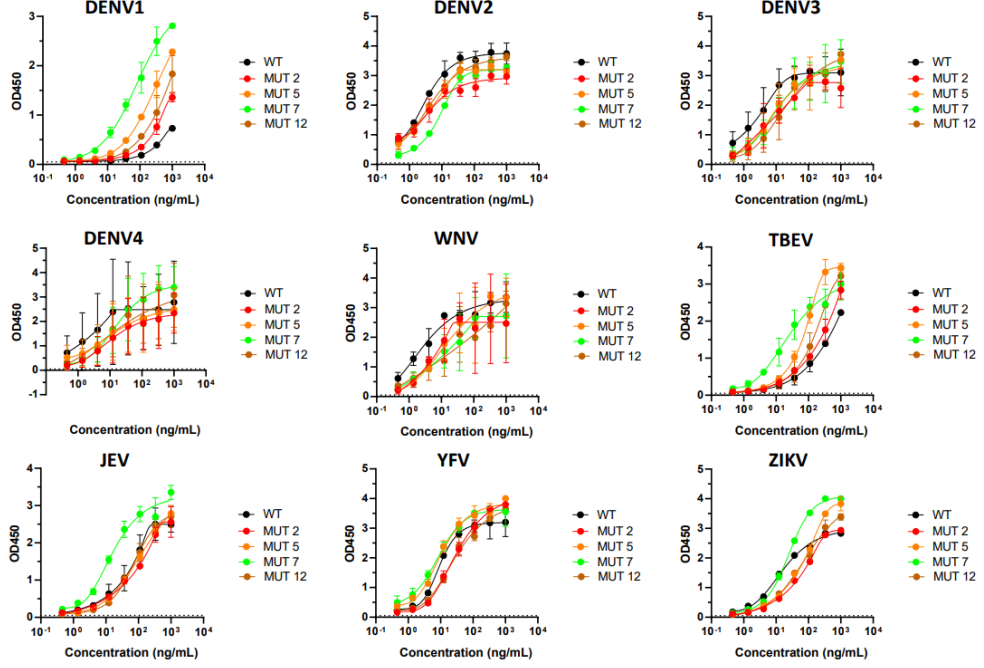 DENV1
OD450
3
2
1
0
10-1 100 101 102 103 104
Concentration (ng/mL)
WT
MUT 2
MUT 5
MUT 7
MUT 12
DENV2
OD450
5
4
3
2
1
0
10-1 100 101 102 103 104
Concentration (ng/mL)
WT
MUT 2
MUT 5
MUT 7
MUT 12
DENV3
OD450
5
4
3
2
1
0
10-1 100 101 102 103 104
Concentration (ng/mL)
WT
MUT 2
MUT 5
MUT 7
MUT 12
DENV4
OD450
5
4
3
2
1
0
-1
10-1 100 101 102 103 104
Concentration (ng/mL)
WT
MUT 2
MUT 5
MUT 7
MUT 12
WNV
OD450
5
4
3
2
1
0
10-1 100 101 102 103 104
Concentration (ng/mL)
WT
MUT 2
MUT 5
MUT 7
MUT 12
TBEV
OD450
4
3
2
1
0
10-1 100 101 102 103 104
Concentration (ng/mL)
WT
MUT 2
MUT 5
MUT 7
MUT 12
JEV
OD450
4
3
2
1
0
10-1 100 101 102 103 104
Concentration (ng/mL)
WT
MUT 2
MUT 5
MUT 7
MUT 12
YFV
OD450
5
4
3
2
1
0
10-1 100 101 102 103 104
Concentration (ng/mL)
WT
MUT 2
MUT 5
MUT 7
MUT 12
ZIKV
OD450
5
4
3
2
1
0
10-1 100 101 102 103 104
Concentration (ng/mL)
WT
MUT 2
MUT 5
MUT 7
MUT 12